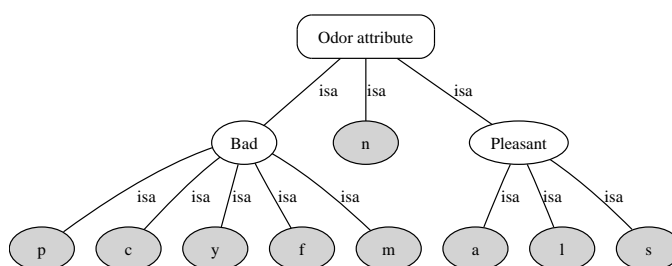 Odor attribute
isa isa isa
Bad n Pleasant
isa isa isa isa isa isa isa isa
p c y f m a l s